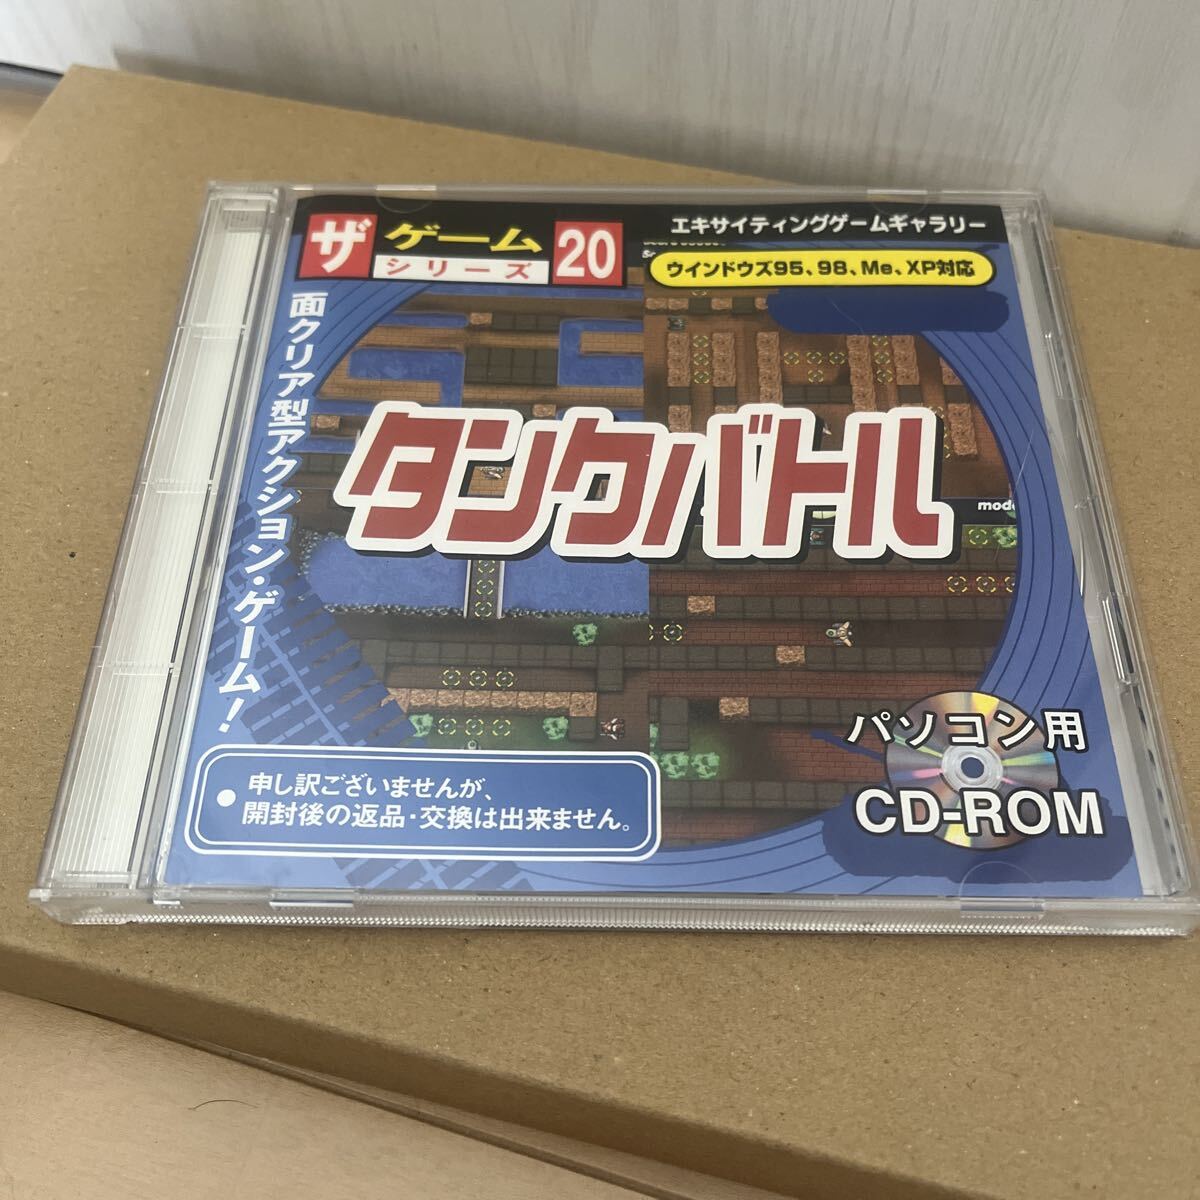 ザ ゲーム シリーズ 20
エキサイティングゲームギャラリー
ウインドウズ95、98、Me、XP対応
面クリア型アクション・ゲーム!
タンクバトル
mode
パソコン用
CD-ROM
●申し訳ございませんが、
開封後の返品・交換は出来ません。